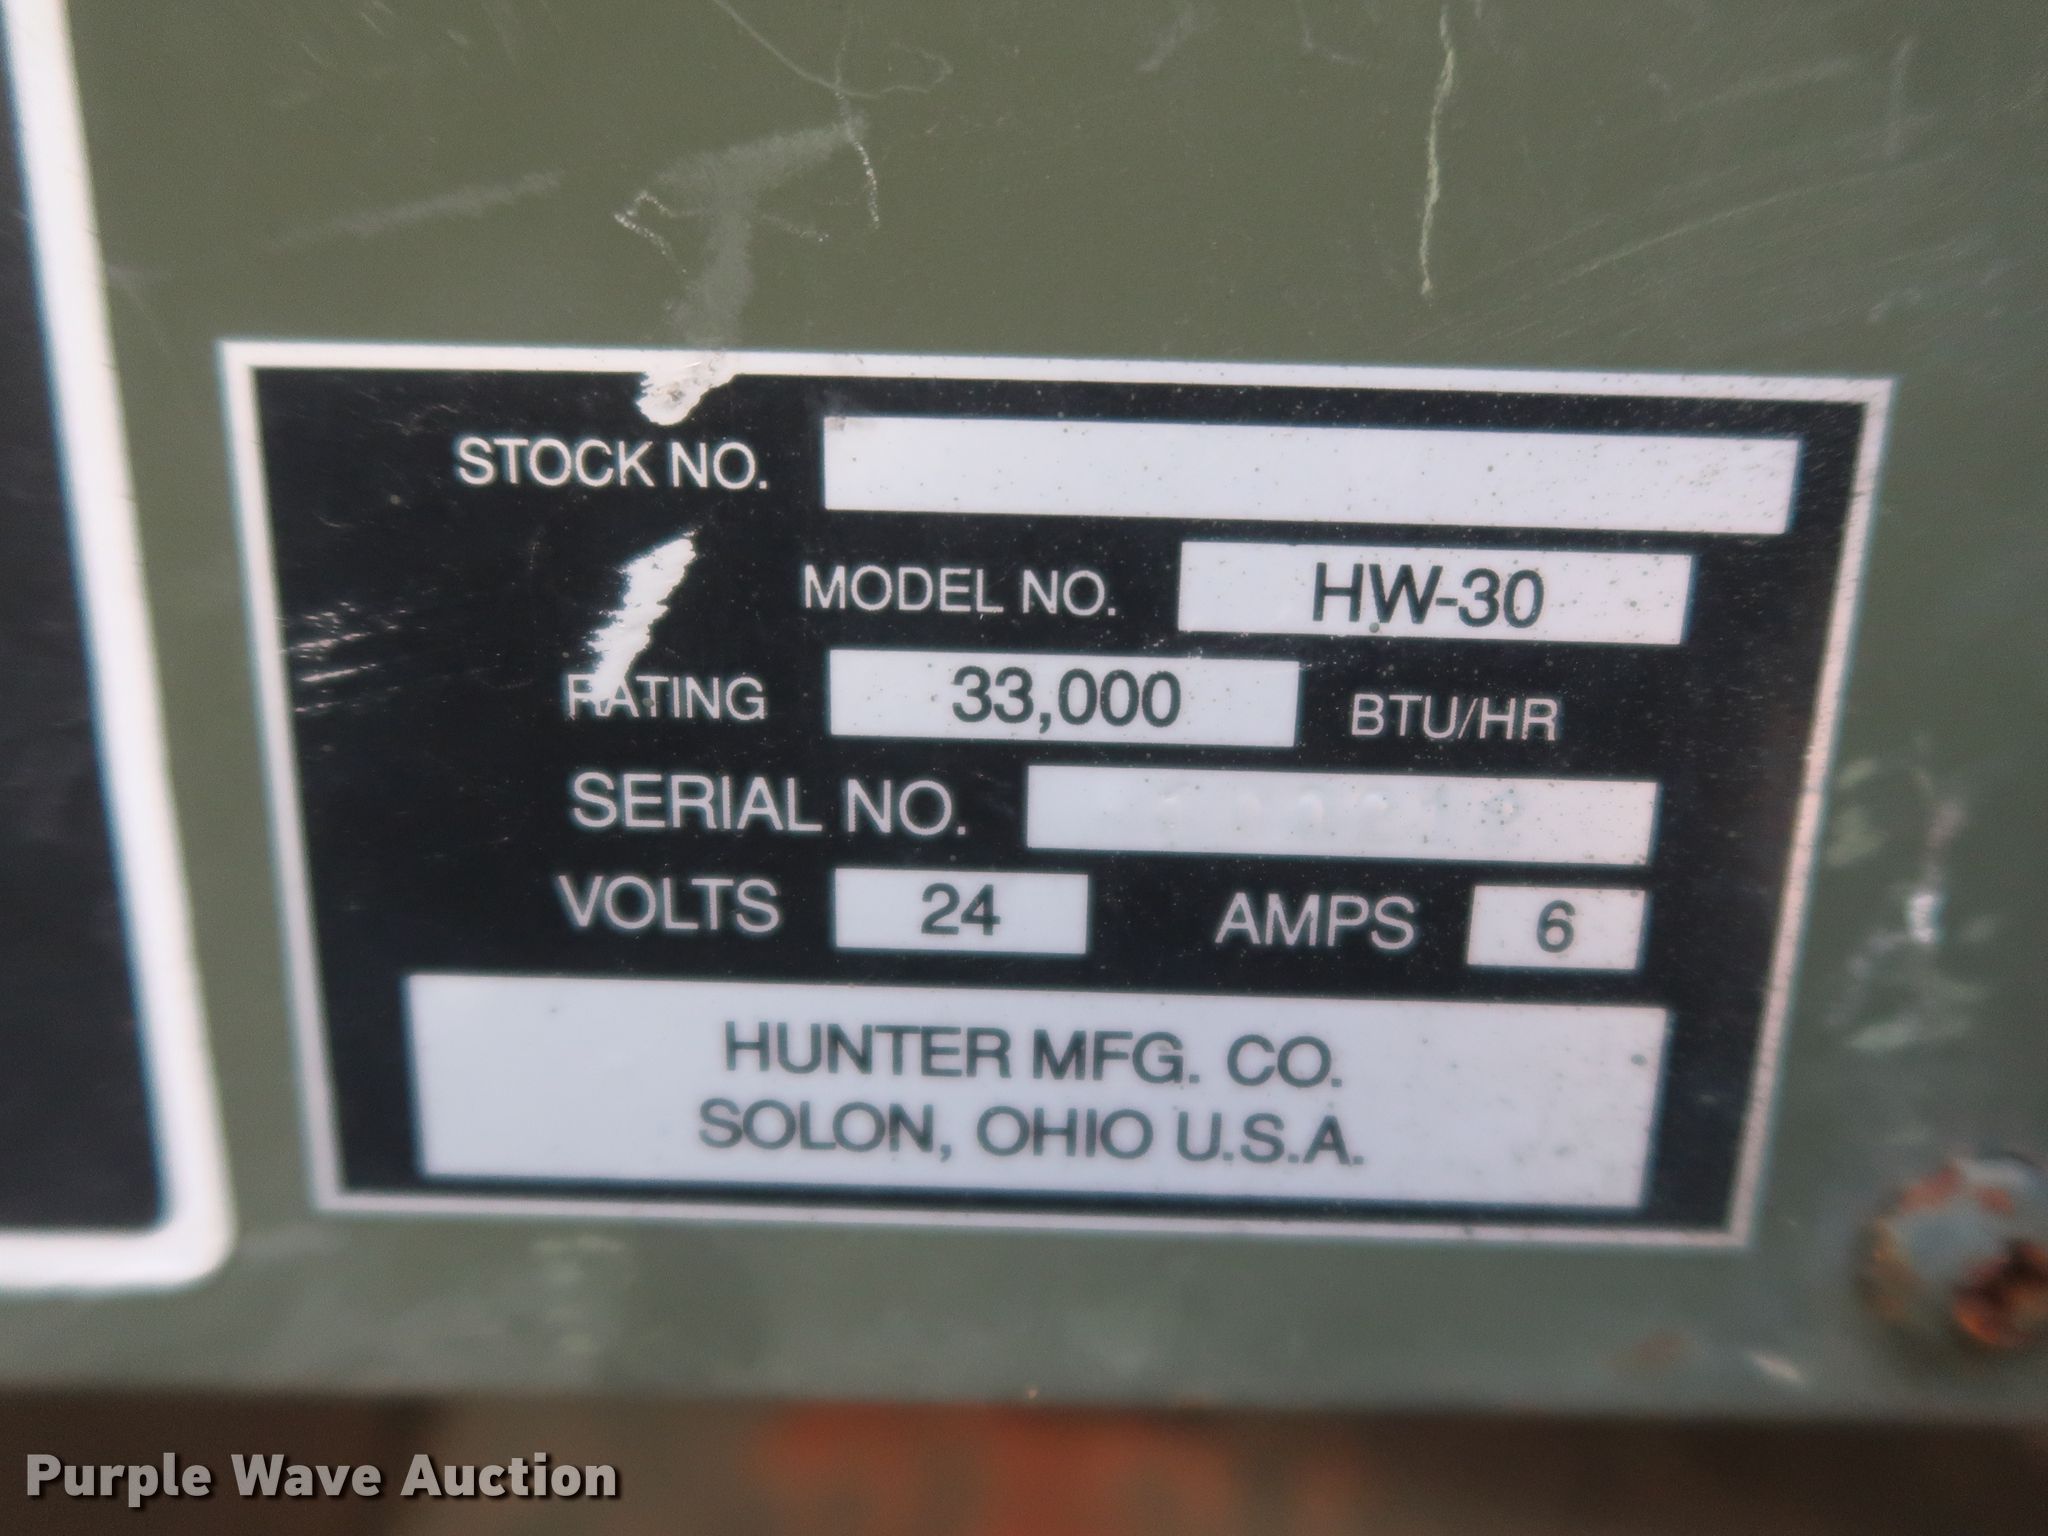 STOCK NO.
MODEL NO. HW-30
RATING 33,000 BTU/HR
SERIAL NO.
VOLTS 24 AMPS 6
HUNTER MFG. CO.
SOLON, OHIO U.S.A.
Purple Wave Auction